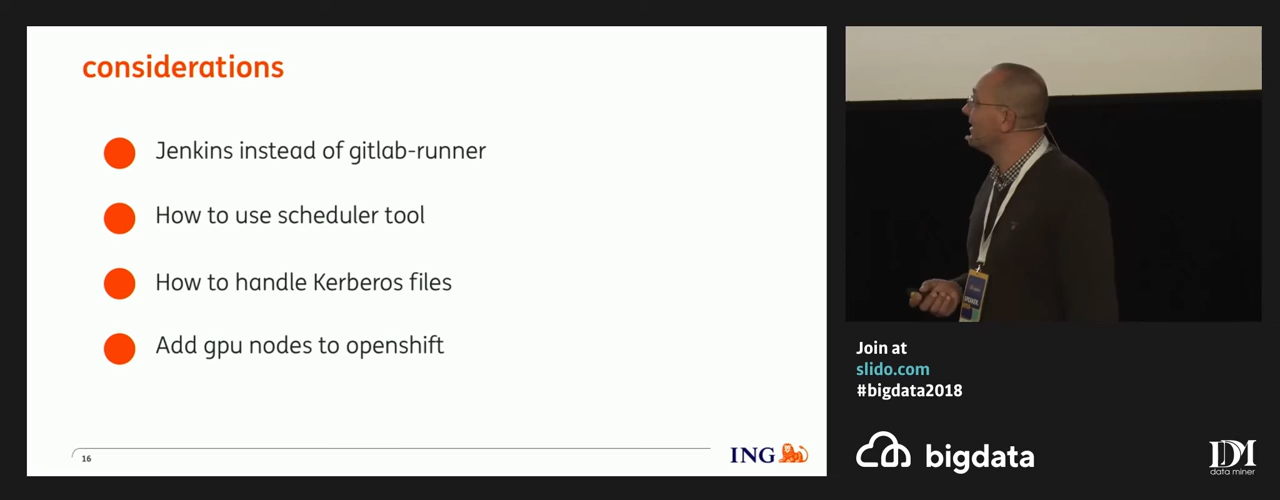 considerations
Jenkins instead of gitlab-runner
How to use scheduler tool
How to handle Kerberos files
Add gpu nodes to openshift
16
ING
SPEAKER
Join at
slido.com
#bigdata2018
bigdata
DM
data miner